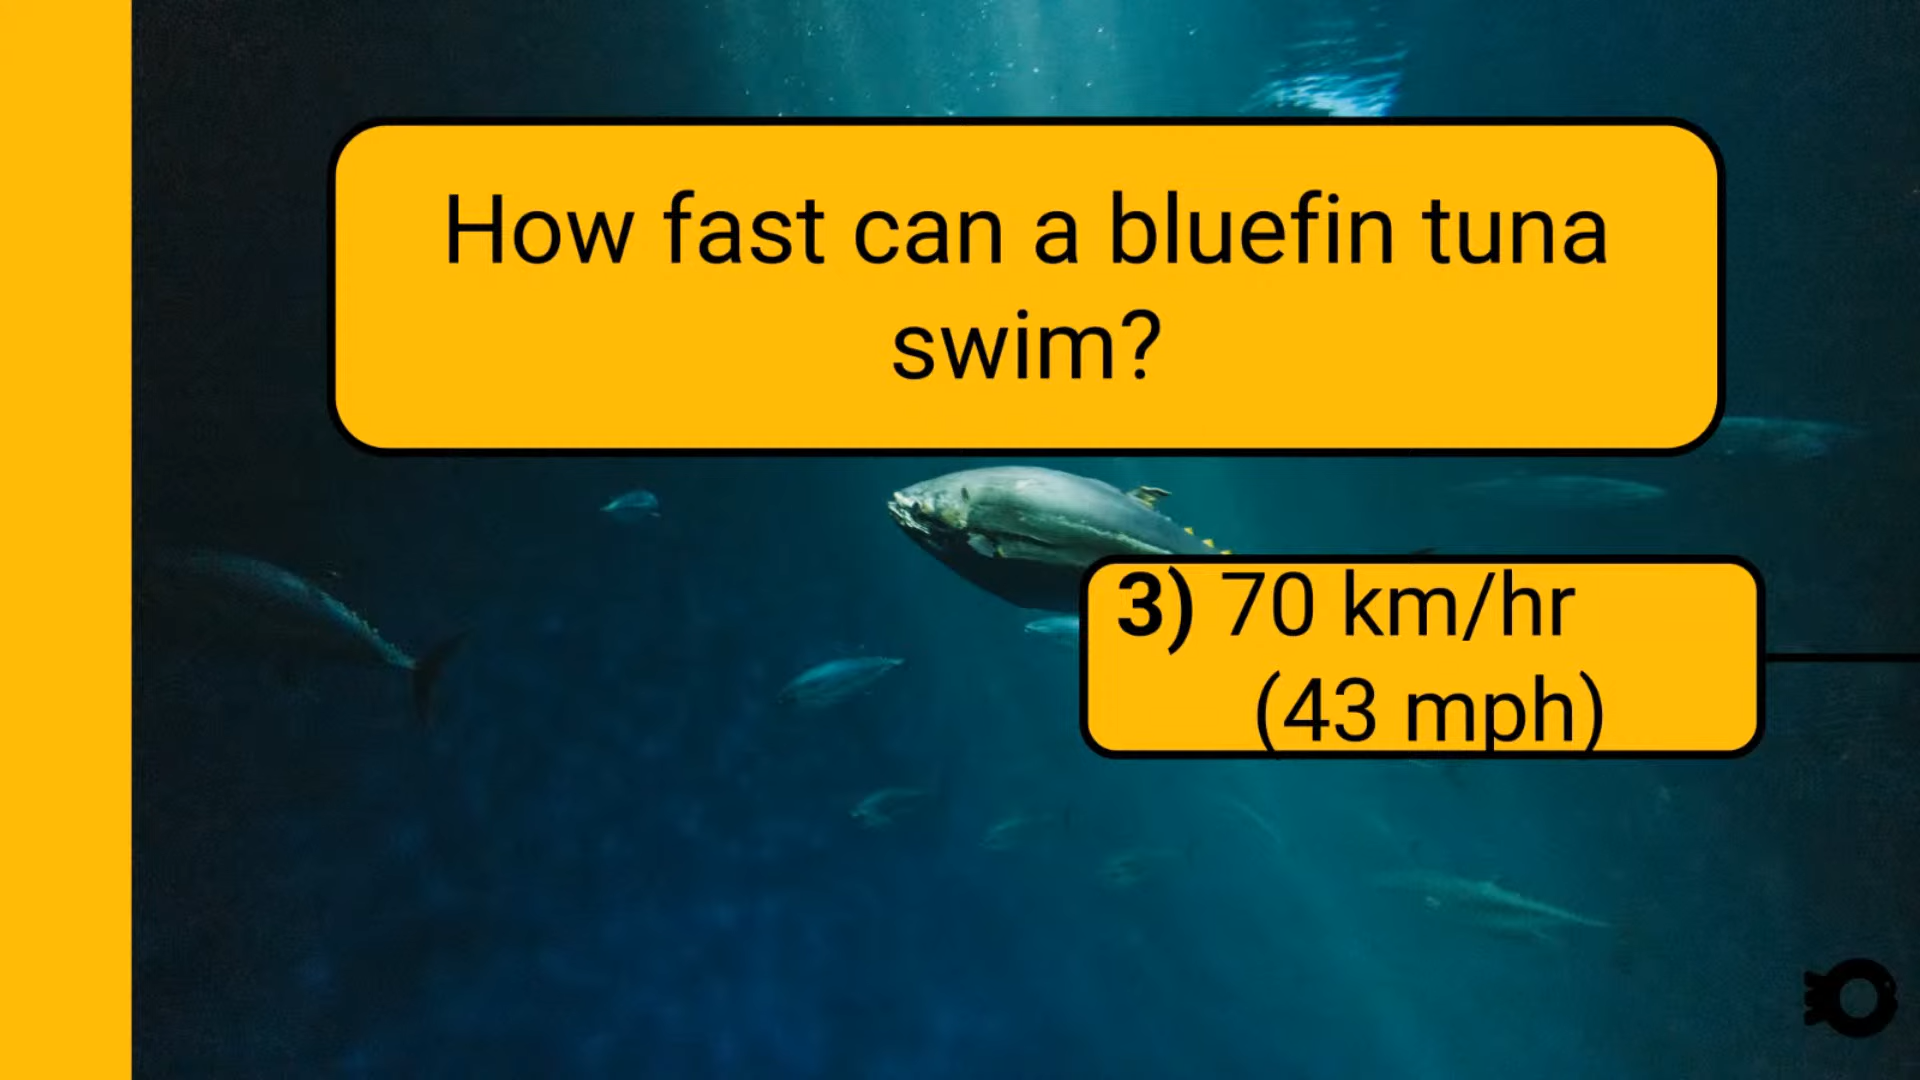 How fast can a bluefin tuna
swim?
3) 70 km/hr
(43 mph)